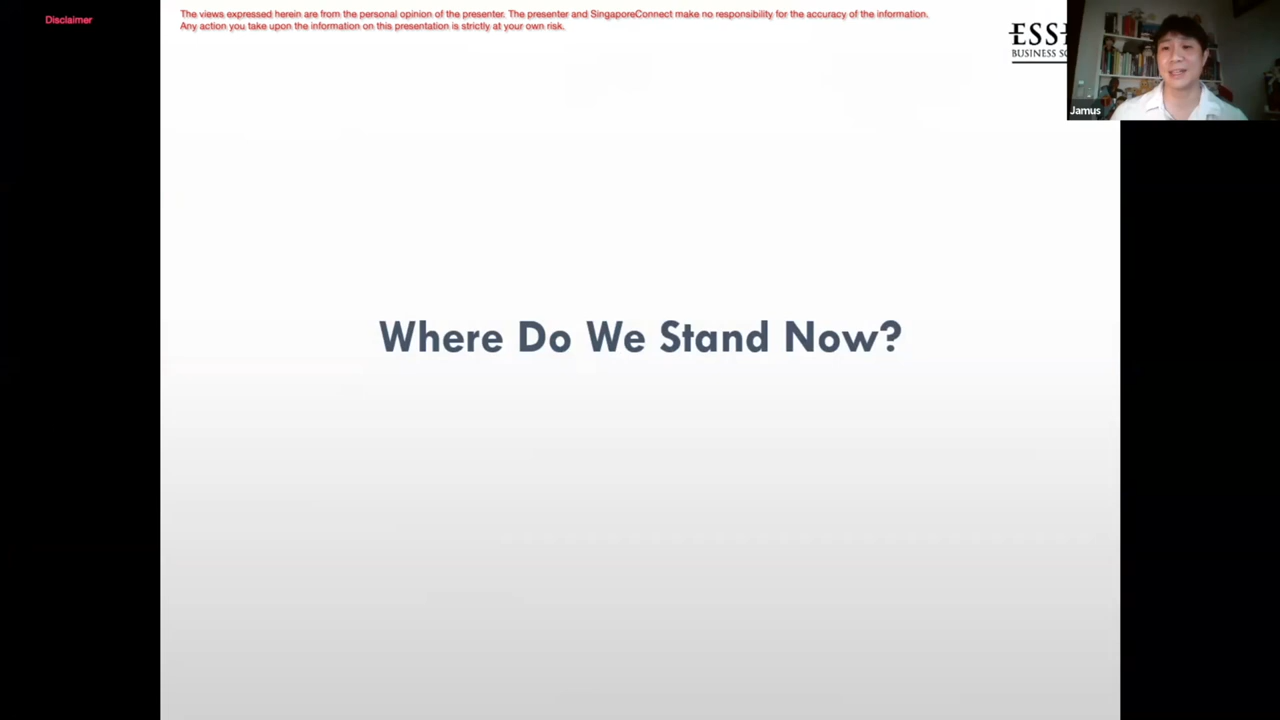 Disclaimer
The views expressed herein are from the personal opinion of the presenter. The presenter and SingaporeConnect make no responsibility for the accuracy of the information.
Any action you take upon the information on this presentation is strictly at your own risk.
BUSINESS
Jamus
Where Do We Stand Now?